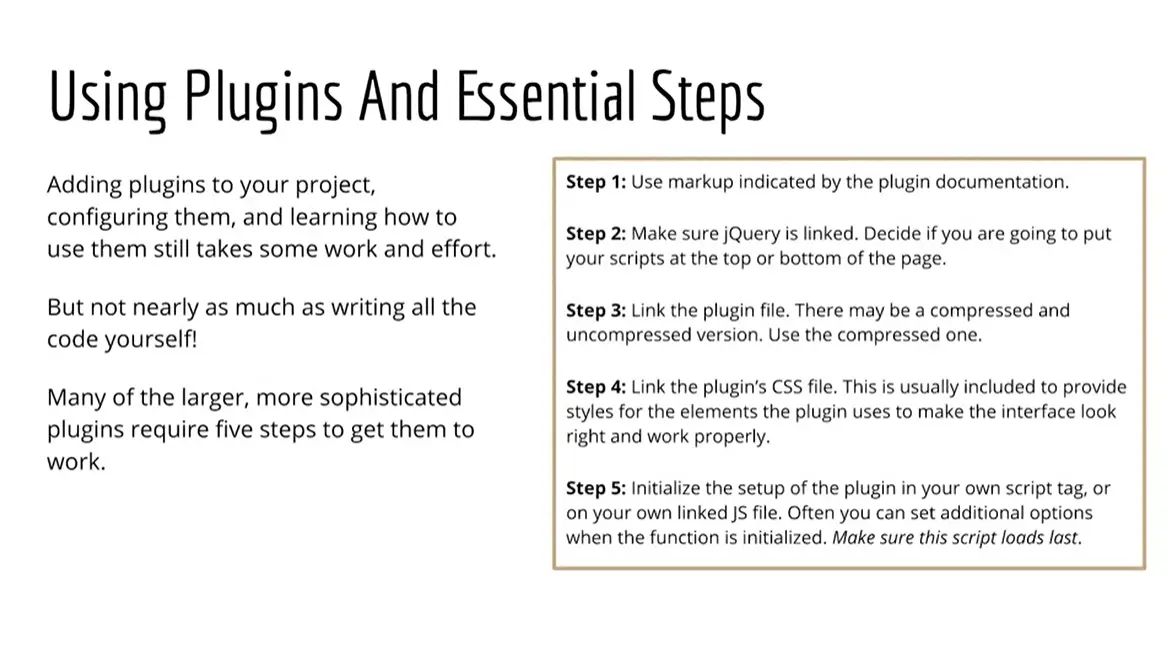 Using Plugins And Essential Steps
Adding plugins to your project,
configuring them, and learning how to
use them still takes some work and effort.
But not nearly as much as writing all the
code yourself!
Many of the larger, more sophisticated
plugins require five steps to get them to
work.
Step 1: Use markup indicated by the plugin documentation.
Step 2: Make sure jQuery is linked. Decide if you are going to put
your scripts at the top or bottom of the page.
Step 3: Link the plugin file. There may be a compressed and
uncompressed version. Use the compressed one.
Step 4: Link the plugin’s CSS file. This is usually included to provide
styles for the elements the plugin uses to make the interface look
right and work properly.
Step 5: Initialize the setup of the plugin in your own script tag, or
on your own linked JS file. Often you can set additional options
when the function is initialized. Make sure this script loads last.